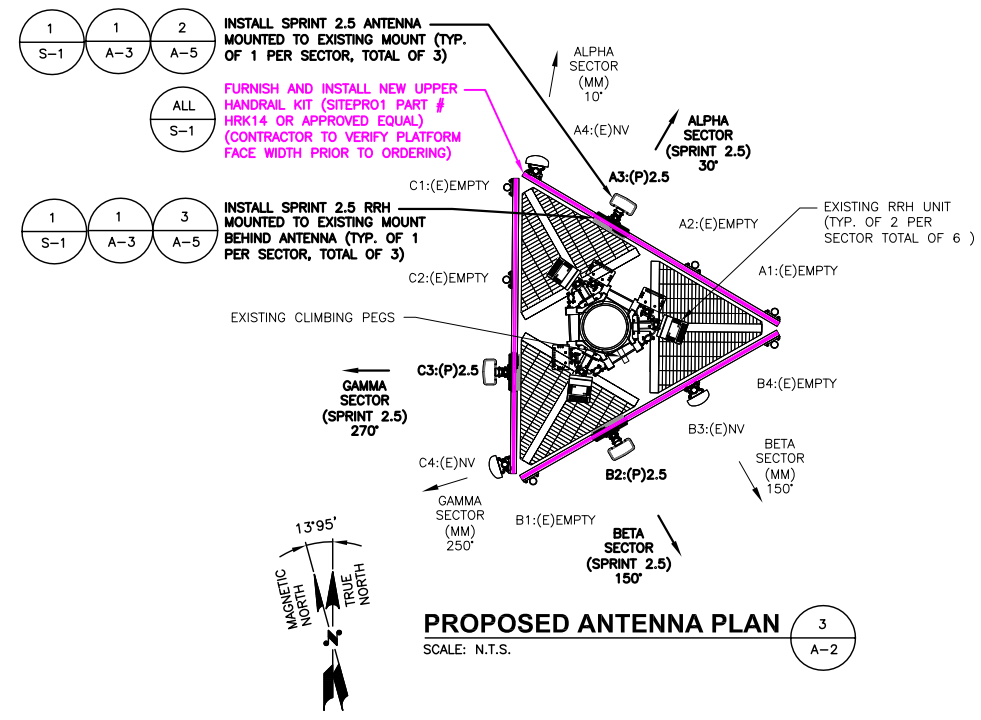 1
S-1
1
A-3
2
A-5
INSTALL SPRINT 2.5 ANTENNA
MOUNTED TO EXISTING MOUNT (TYP.
OF 1 PER SECTOR, TOTAL OF 3)
ALL
S-1
FURNISH AND INSTALL NEW UPPER
HANDRAIL KIT (SITEPRO1 PART #
HRK14 OR APPROVED EQUAL)
(CONTRACTOR TO VERIFY PLATFORM
FACE WIDTH PRIOR TO ORDERING)
1
S-1
1
A-3
3
A-5
INSTALL SPRINT 2.5 RRH
MOUNTED TO EXISTING MOUNT
BEHIND ANTENNA (TYP. OF 1
PER SECTOR, TOTAL OF 3)
ALPHA
SECTOR
(MM)
10°
ALPHA
SECTOR
(SPRINT 2.5)
30°
A4:(E)NV
A3:(P)2.5
A2:(E)EMPTY
A1:(E)EMPTY
EXISTING RRH UNIT
(TYP. OF 2 PER
SECTOR TOTAL OF 6 )
C1:(E)EMPTY
C2:(E)EMPTY
EXISTING CLIMBING PEGS
C3:(P)2.5
GAMMA
SECTOR
(SPRINT 2.5)
270°
C4:(E)NV
GAMMA
SECTOR
(MM)
250°
B4:(E)EMPTY
B3:(E)NV
B2:(P)2.5
B1:(E)EMPTY
BETA
SECTOR
(MM)
150°
BETA
SECTOR
(SPRINT 2.5)
150°
13°95'
MAGNETIC
NORTH
TRUE
NORTH
N
PROPOSED ANTENNA PLAN
SCALE: N.T.S.
3
A-2